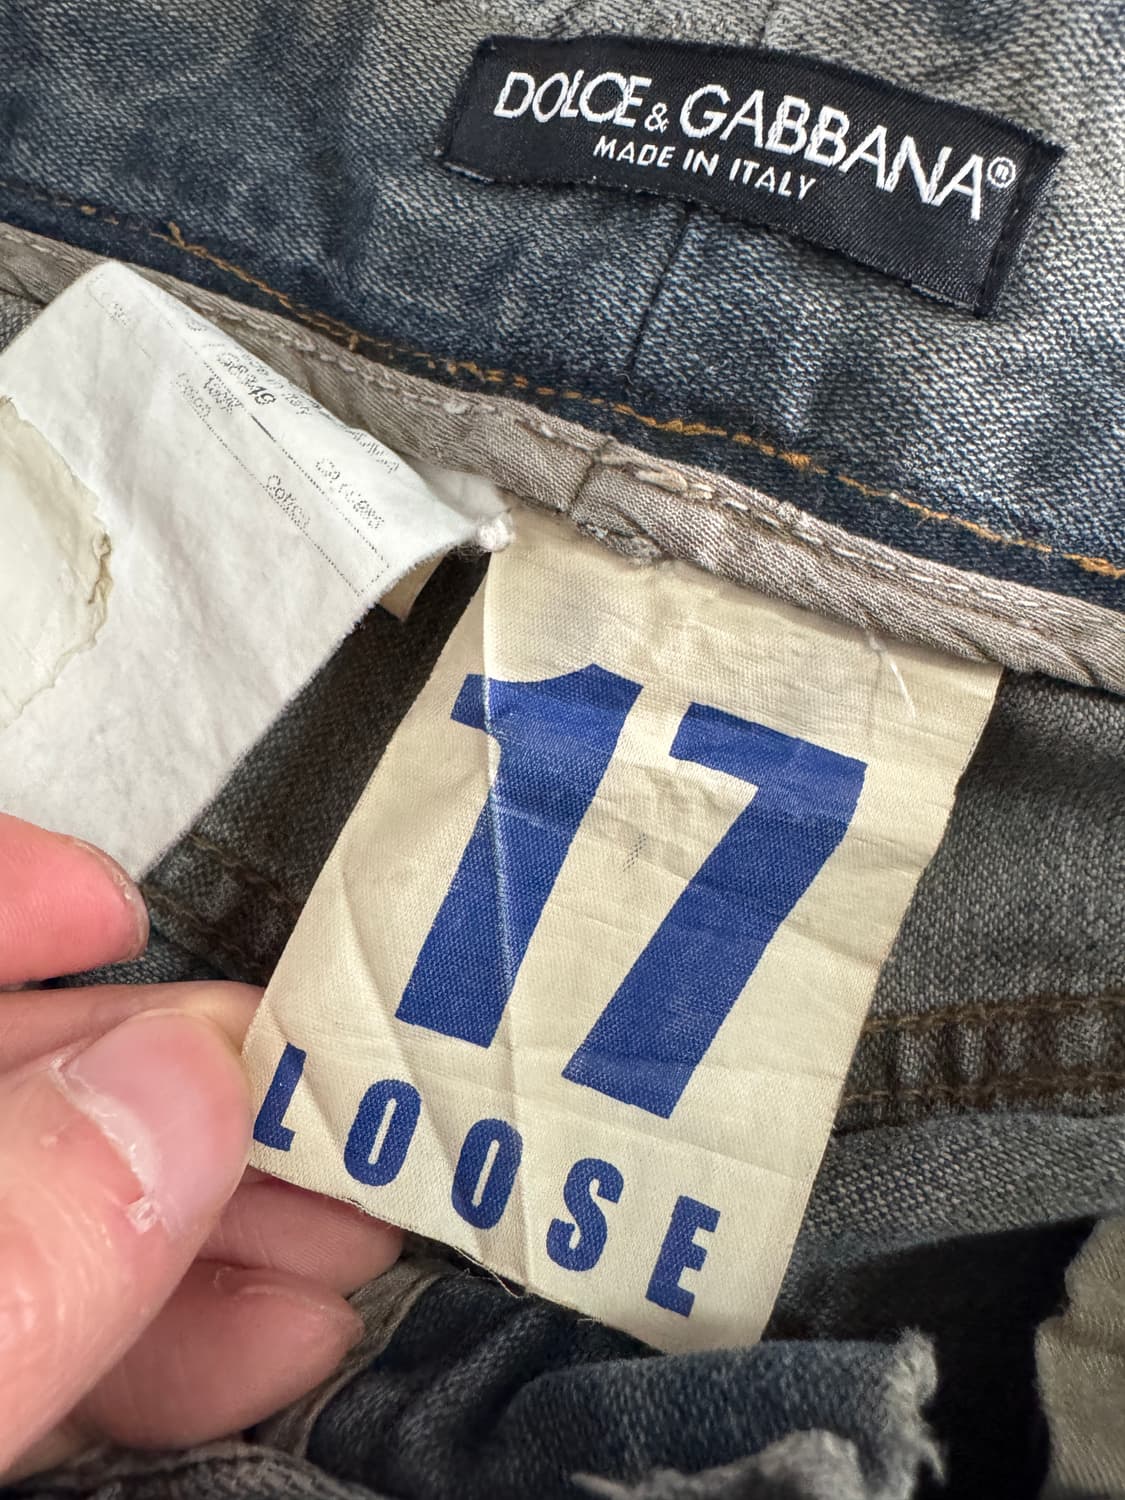 DOLCE & GABBANA®
MADE IN ITALY
17
LOOSE